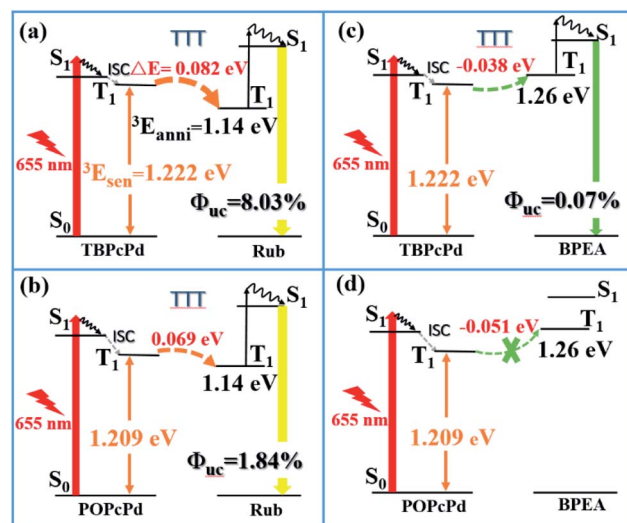 (a)
TTT
S1
S1
ISC
△E= 0.082 eV
T1
T1
³Eanni=1.14 eV
655 nm
³Esen=1.222 eV
Φuc=8.03%
S0
TBPcPd
Rub
(c)
TTT
S1
S1
ISC
-0.038 eV
T1
T1
1.26 eV
655 nm
1.222 eV
Φuc=0.07%
S0
TBPcPd
BPEA
(b)
TTT
S1
S1
ISC
0.069 eV
T1
T1
1.14 eV
655 nm
1.209 eV
Φuc=1.84%
S0
POPcPd
Rub
(d)
S1
S1
ISC
-0.051 eV
T1
T1
1.26 eV
655 nm
1.209 eV
S0
POPcPd
BPEA